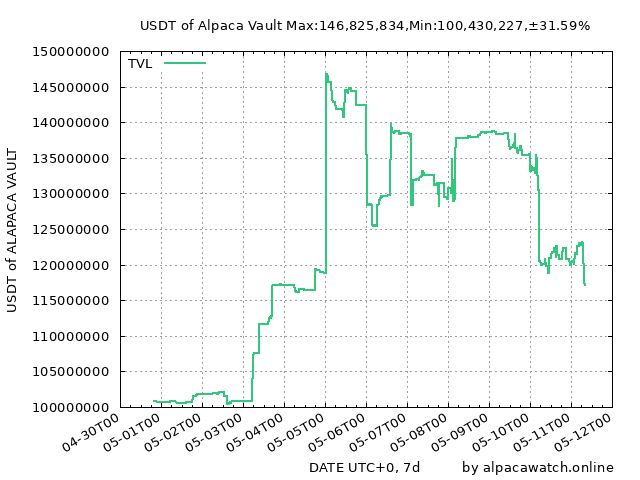 USDT of Alpaca Vault Max:146,825,834,Min:100,430,227,±31.59%
150000000
TVL
145000000
140000000
135000000
130000000
125000000
120000000
115000000
110000000
105000000
100000000
USDT of ALAPACA VAULT
04-30T00
05-01T00
05-02T00
05-03T00
05-04T00
05-05T00
05-06T00
05-07T00
05-08T00
05-09T00
05-10T00
05-11T00
05-12T00
DATE UTC+0, 7d
by alpacawatch.online